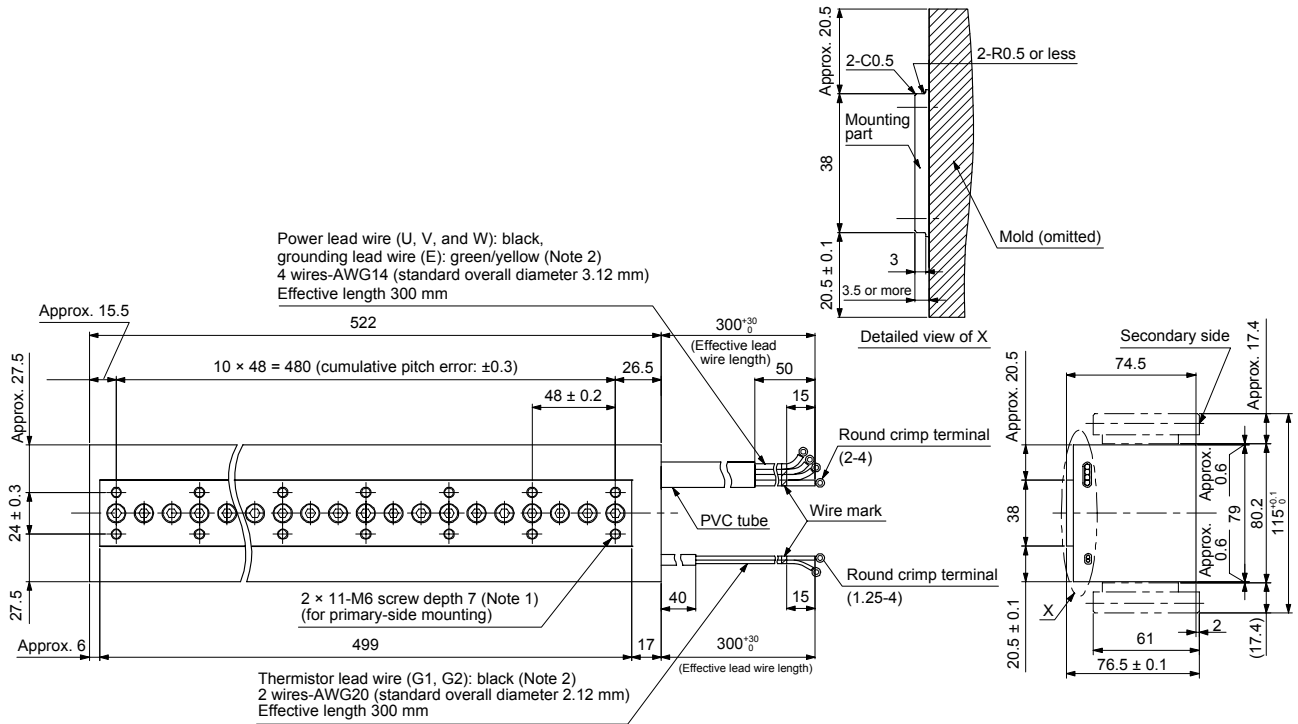 Approx. 20.5
2-C0.5
2-R0.5 or less
Mounting
part
38
Mold (omitted)
20.5 ± 0.1
3
3.5 or more
Detailed view of X
Power lead wire (U, V, and W): black,
grounding lead wire (E): green/yellow (Note 2)
4 wires-AWG14 (standard overall diameter 3.12 mm)
Effective length 300 mm
Approx. 15.5
522
300 +30 0
(Effective lead
wire length)
10 × 48 = 480 (cumulative pitch error: ±0.3)
26.5
50
48 ± 0.2
15
Approx. 27.5
24 ± 0.3
27.5
Round crimp terminal
(2-4)
PVC tube
Wire mark
Round crimp terminal
(1.25-4)
2 × 11-M6 screw depth 7 (Note 1)
(for primary-side mounting)
40
15
Approx. 6
499
17
300 +30 0
(Effective lead wire length)
Thermistor lead wire (G1, G2): black (Note 2)
2 wires-AWG20 (standard overall diameter 2.12 mm)
Effective length 300 mm
Secondary side
74.5
Approx. 20.5
Approx. 17.4
38
Approx.
0.6
Approx.
0.6
79
80.2
115 +0.1 0
X
20.5 ± 0.1
2
61
(17.4)
76.5 ± 0.1